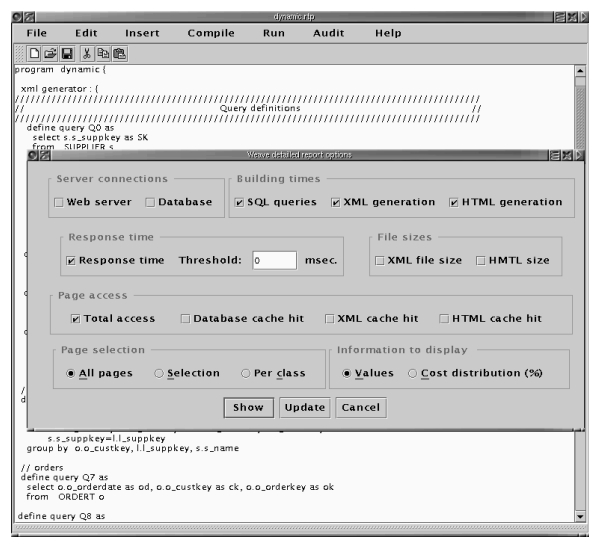 dynamic.rtp
File Edit Insert Compile Run Audit Help
program dynamic {
xml generator : {
////////////////////////////////////////////////////////////////////////////////////////
// Query definitions //
////////////////////////////////////////////////////////////////////////////////////////
define query Q0 as
select s.s_suppkey as SK
from SUPPLIER s
Weave detailed report options
Server connections
Web server Database
Building times
SQL queries XML generation HTML generation
Response time
Response time Threshold: 0 msec.
File sizes
XML file size HMTL size
Page access
Total access Database cache hit XML cache hit HTML cache hit
Page selection
All pages Selection Per class
Information to display
Values Cost distribution (%)
Show Update Cancel
s.s_suppkey=l.l_suppkey
group by o.o_custkey, l.l_suppkey, s.s_name
// orders
define query Q7 as
select o.o_orderdate as od, o.o_custkey as ck, o.o_orderkey as ok
from ORDERT o
define query Q8 as